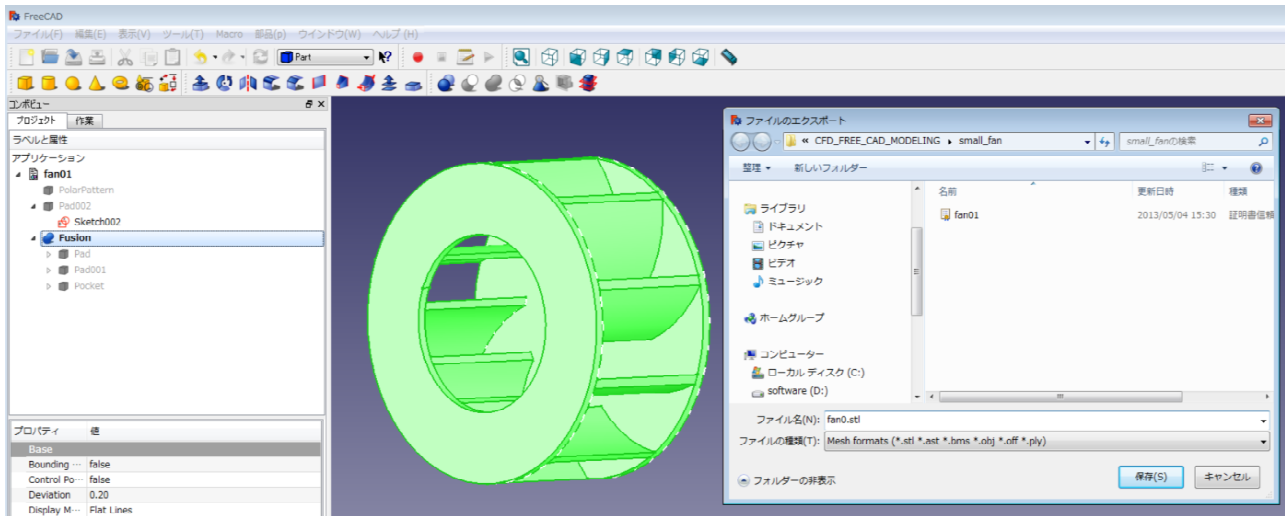 FreeCAD
ファイル(F) 編集(E) 表示(V) ツール(T) Macro 部品(p) ウインドウ(W) ヘルプ(H)
Part
コンボビュー
プロジェクト 作業
ラベルと属性
アプリケーション
fan01
PolarPattern
Pad002
Sketch002
Fusion
Pad
Pad001
Pocket
プロパティ 値
Base
Bounding ... false
Control Po... false
Deviation 0.20
Display M... Flat Lines
ファイルのエクスポート
« CFD_FREE_CAD_MODELING ▸ small_fan
small_fanの検索
整理 新しいフォルダー
名前 更新日時 種類
ライブラリ
ドキュメント
ピクチャ
ビデオ
ミュージック
ホームグループ
コンピューター
ローカル ディスク (C:)
software (D:)
fan01 2013/05/04 15:30 証明書信頼
ファイル名(N): fan0.stl
ファイルの種類(T): Mesh formats (*.stl *.ast *.bms *.obj *.off *.ply)
フォルダーの非表示
保存(S) キャンセル